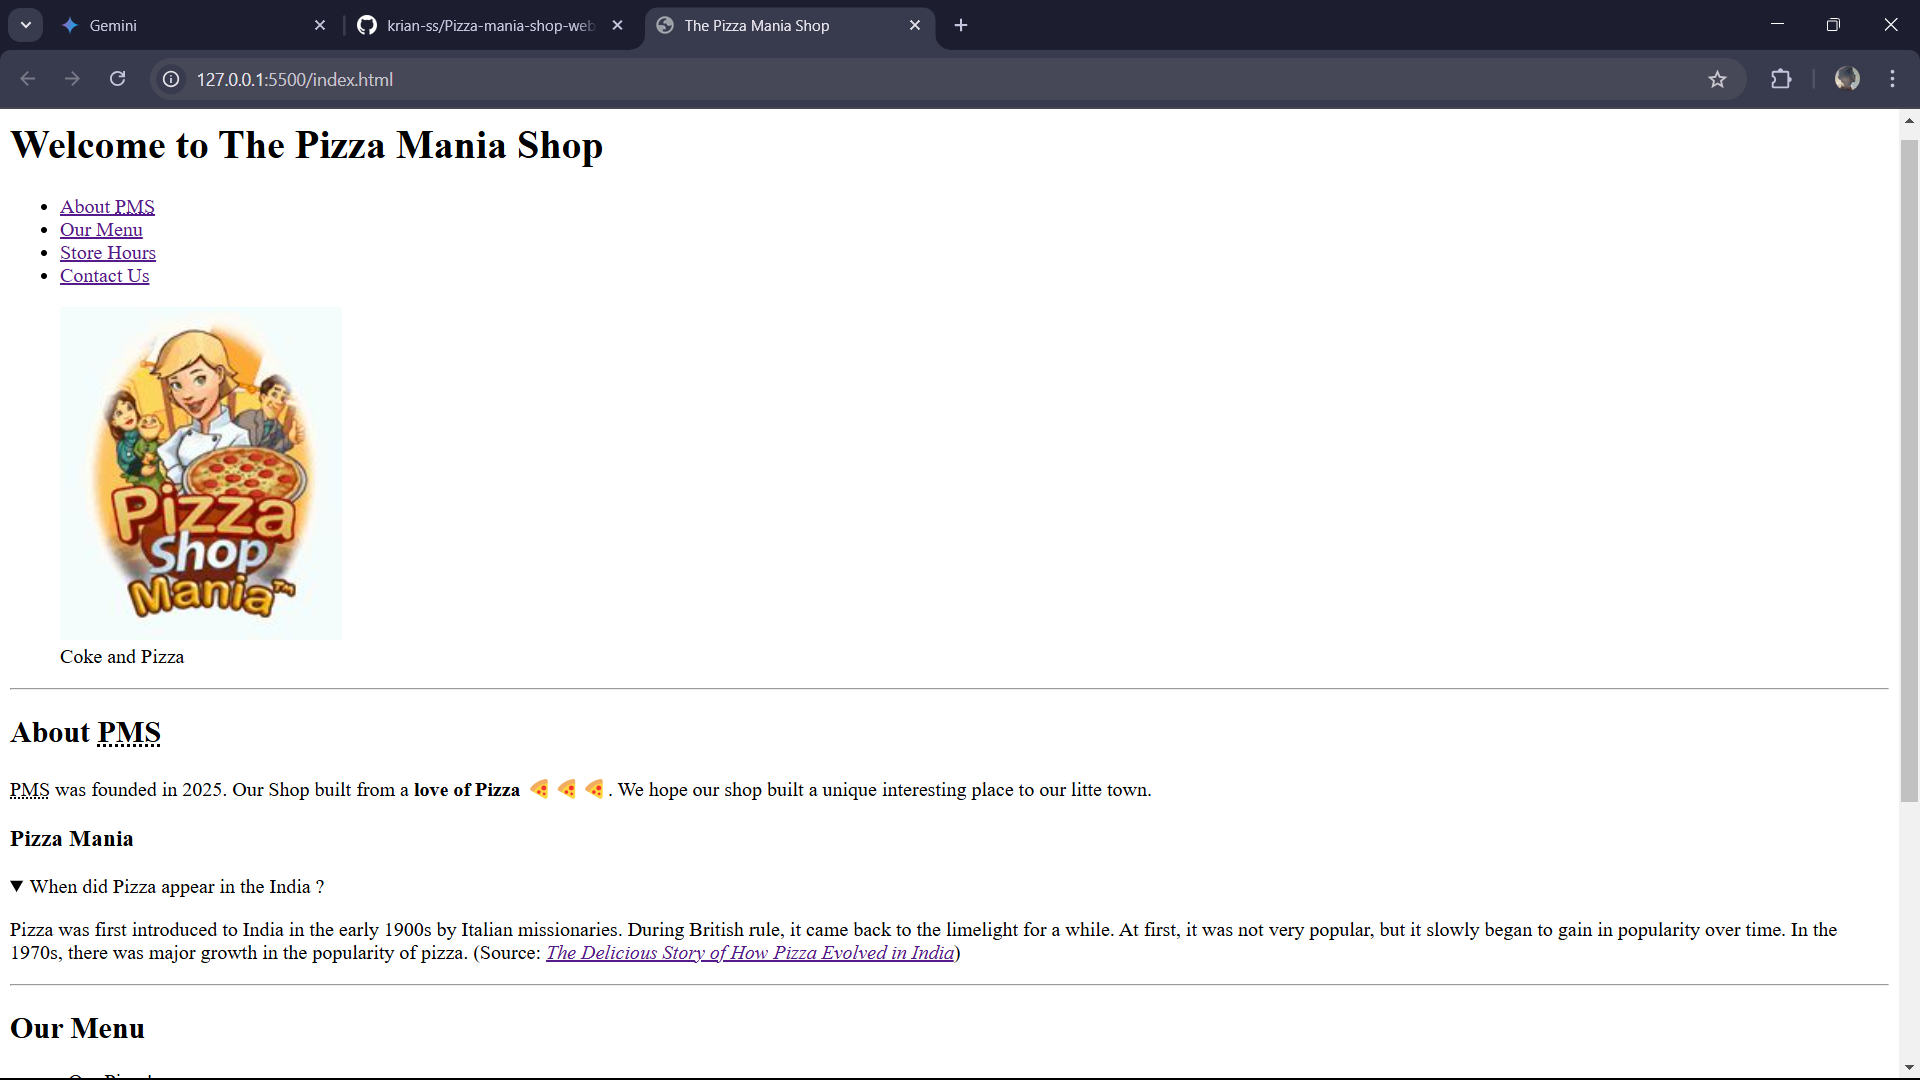 Gemini
krian-ss/Pizza-mania-shop-web
The Pizza Mania Shop
127.0.0.1:5500/index.html
Welcome to The Pizza Mania Shop
About PMS
Our Menu
Store Hours
Contact Us
Pizza
Shop
Mania™
Coke and Pizza
About PMS
PMS was founded in 2025. Our Shop built from a love of Pizza 🍕 🍕 🍕. We hope our shop built a unique interesting place to our litte town.
Pizza Mania
▼ When did Pizza appear in the India ?
Pizza was first introduced to India in the early 1900s by Italian missionaries. During British rule, it came back to the limelight for a while. At first, it was not very popular, but it slowly began to gain in popularity over time. In the
1970s, there was major growth in the popularity of pizza. (Source: The Delicious Story of How Pizza Evolved in India)
Our Menu